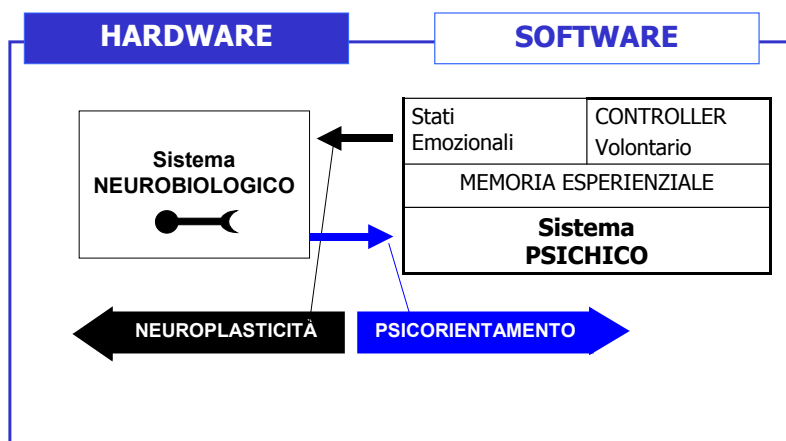 HARDWARE
SOFTWARE
Sistema
NEUROBIOLOGICO
Stati
Emozionali
CONTROLLER
Volontario
MEMORIA ESPERIENZIALE
Sistema
PSICHICO
NEUROPLASTICITÀ
PSICORIENTAMENTO